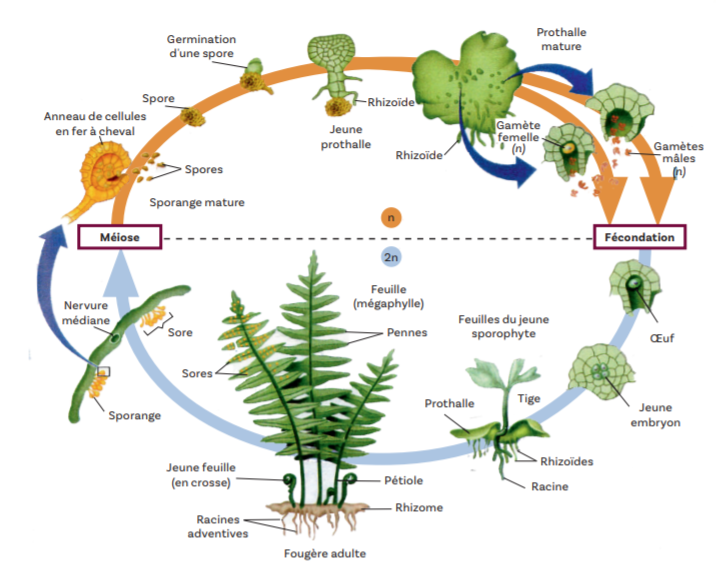 Germination
d'une spore
Prothalle
mature
Spore
Anneau de cellules
en fer à cheval
Rhizoïde
Jeune
prothalle
Gamète
femelle
(n)
Rhizoïde
Gamètes
mâles
(n)
Spores
Sporange mature
n
Méiose
Fécondation
2n
Feuille
(mégaphylle)
Nervure
médiane
Sore
Pennes
Feuilles du jeune
sporophyte
Œuf
Sores
Sporange
Prothalle
Tige
Jeune
embryon
Jeune feuille
(en crosse)
Pétiole
Rhizoïdes
Racine
Rhizome
Racines
adventives
Fougère adulte